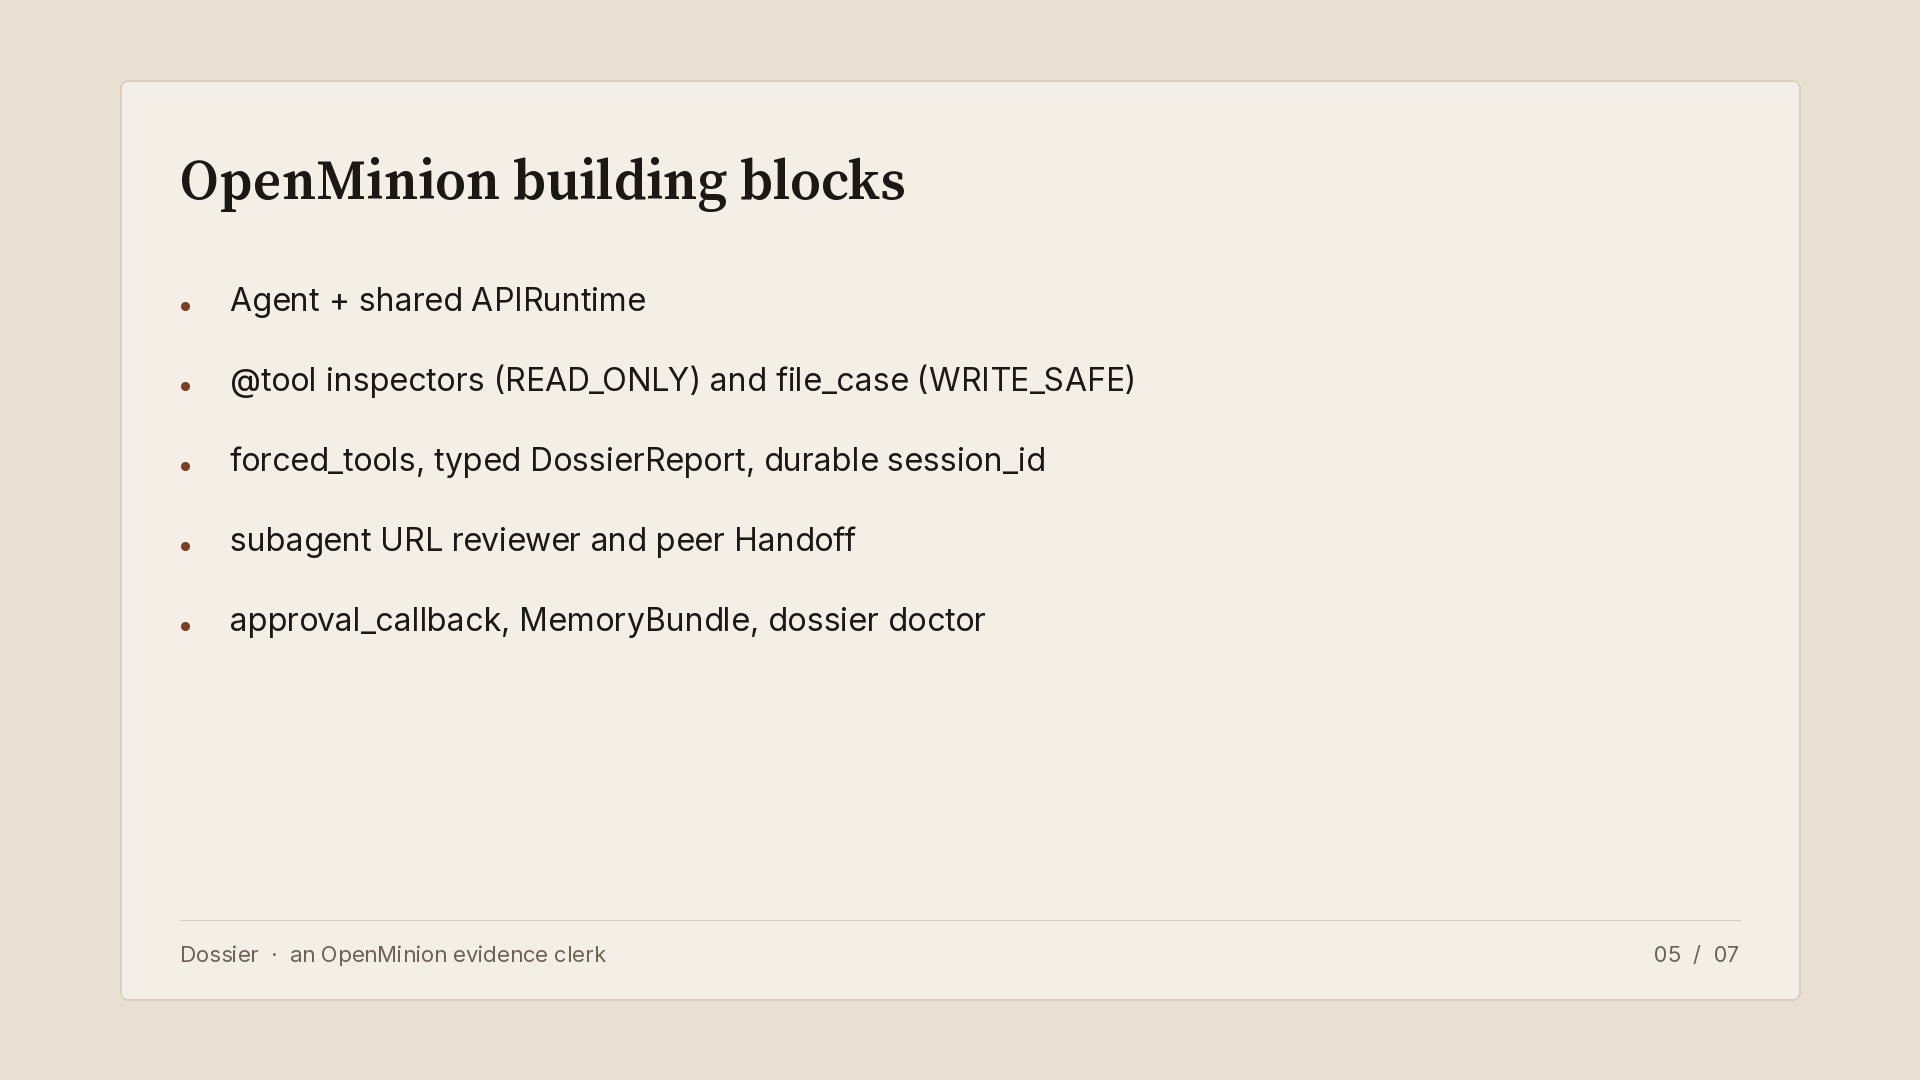 OpenMinion building blocks
• Agent + shared APIRuntime
• @tool inspectors (READ_ONLY) and file_case (WRITE_SAFE)
• forced_tools, typed DossierReport, durable session_id
• subagent URL reviewer and peer Handoff
• approval_callback, MemoryBundle, dossier doctor
Dossier · an OpenMinion evidence clerk
05 / 07